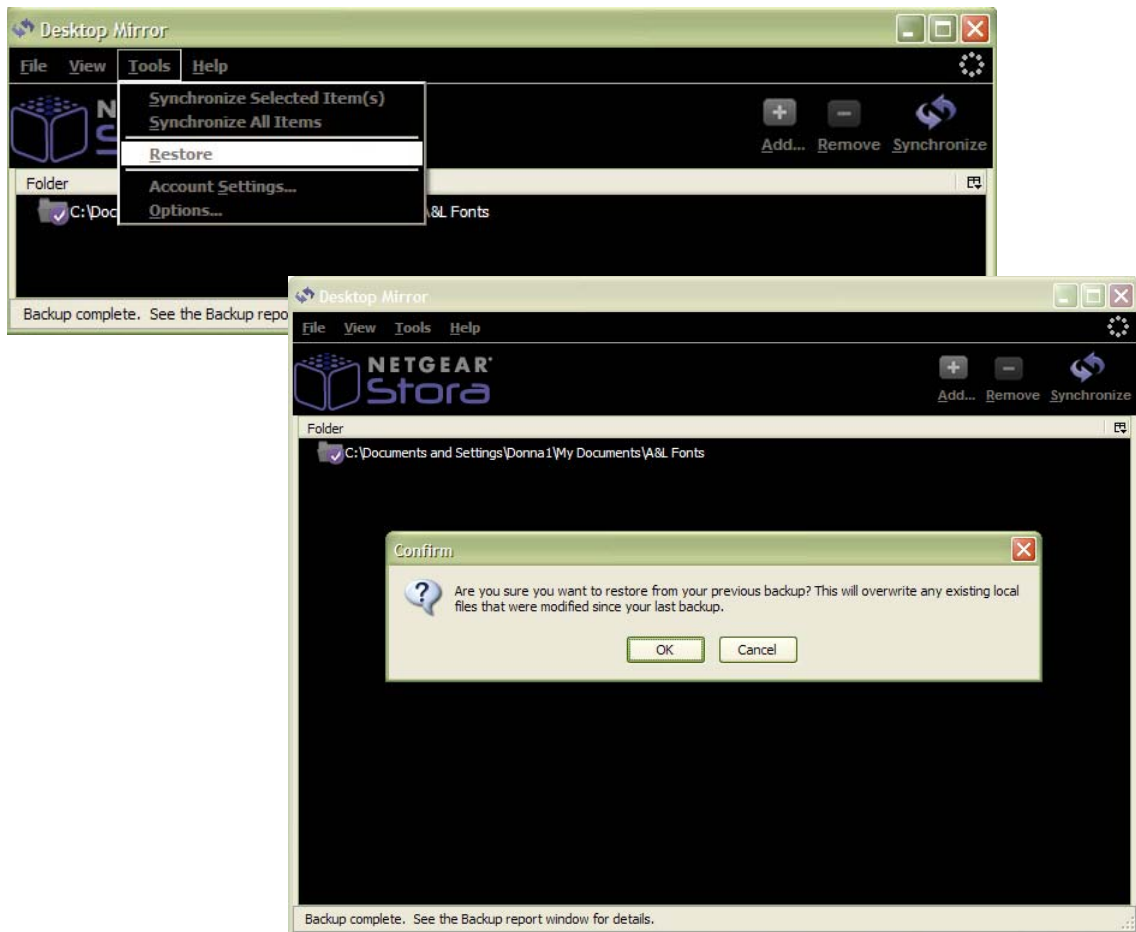 Desktop Mirror
File View Tools Help
Synchronize Selected Item(s)
Synchronize All Items
Restore
Account Settings...
Options...
N
S
Add... Remove Synchronize
Folder
C:\Doc &L Fonts
Backup complete. See the Backup repo
Desktop Mirror
File View Tools Help
NETGEAR
Stora
Add... Remove Synchronize
Folder
C:\Documents and Settings\Donna1\My Documents\A&L Fonts
Confirm
Are you sure you want to restore from your previous backup? This will overwrite any existing local
files that were modified since your last backup.
OK Cancel
Backup complete. See the Backup report window for details.